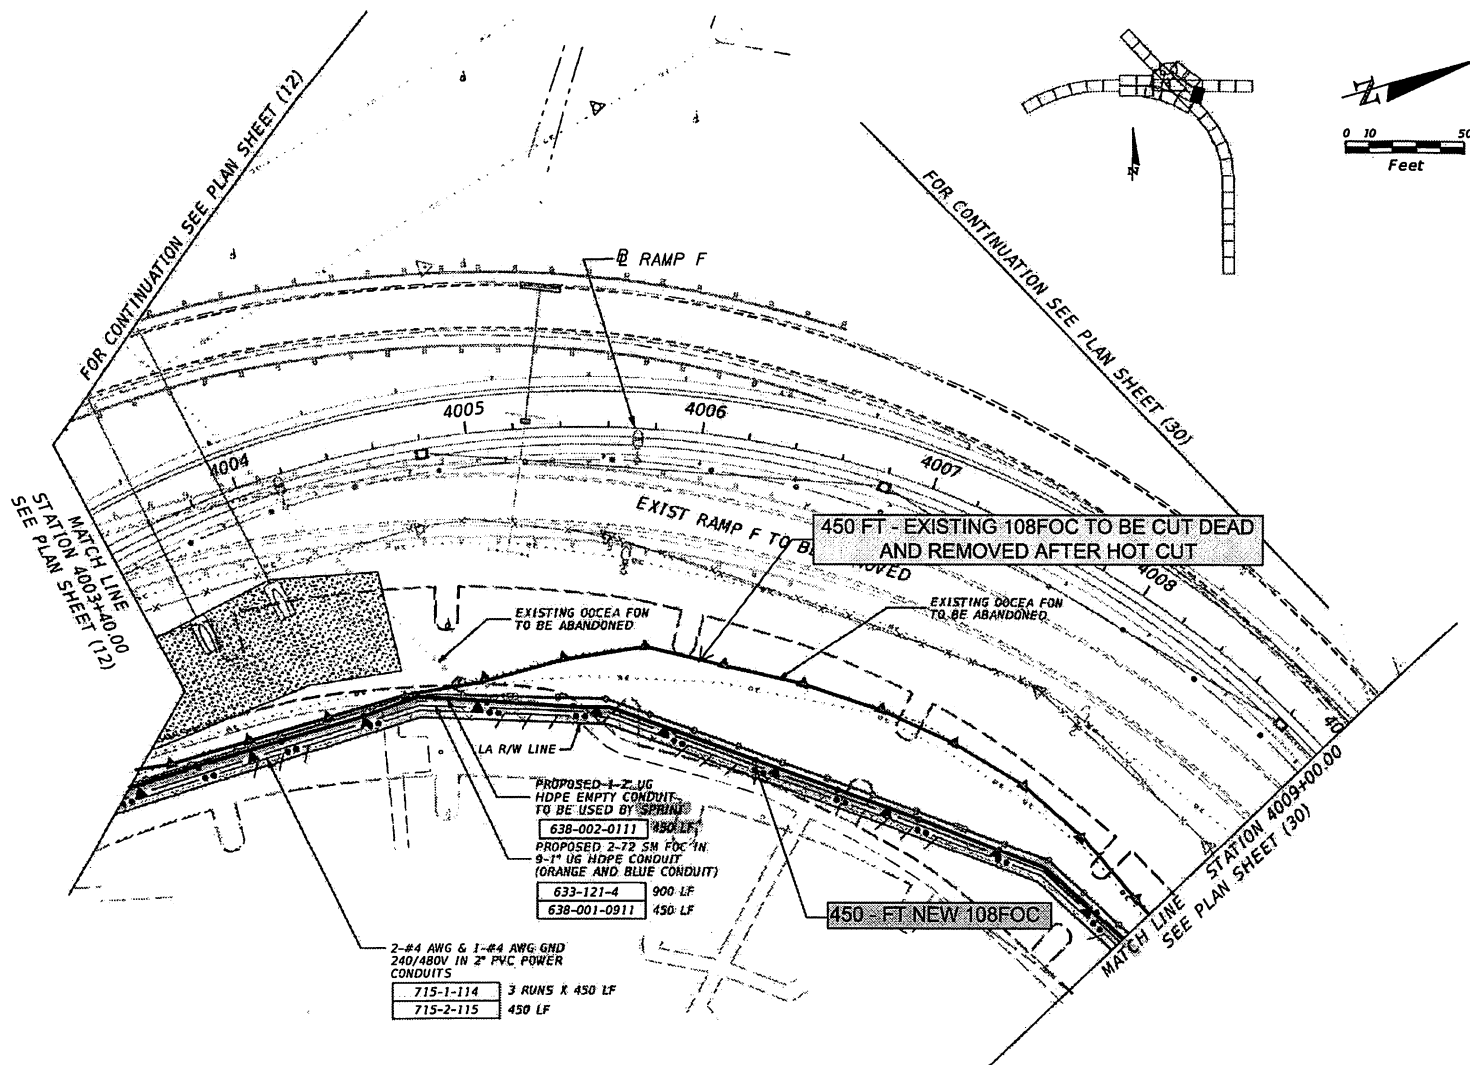 FOR CONTINUATION SEE PLAN SHEET (12)
N
0 10 50
Feet
N
FOR CONTINUATION SEE PLAN SHEET (30)
BL RAMP F
4004
4005
4006
4007
4008
MATCH LINE
STATION 4003+40.00
SEE PLAN SHEET (12)
EXIST RAMP F TO BE MOVED
450 FT - EXISTING 108FOC TO BE CUT DEAD
AND REMOVED AFTER HOT CUT
EXISTING OOCEA FON
TO BE ABANDONED
EXISTING OOCEA FON
TO BE ABANDONED
LA R/W LINE
PROPOSED 1-2" UG
HDPE EMPTY CONDUIT
TO BE USED BY SPRINT
638-002-0111 450 LF
PROPOSED 2-72 SM FOC IN
9-1" UG HDPE CONDUIT
(ORANGE AND BLUE CONDUIT)
633-121-4 900 LF
638-001-0911 450 LF
450 - FT NEW 108FOC
2-#4 AWG & 1-#4 AWG GND
240/480V IN 2" PVC POWER
CONDUITS
715-1-114 3 RUNS X 450 LF
715-2-115 450 LF
MATCH LINE STATION 4009+00.00
SEE PLAN SHEET (30)